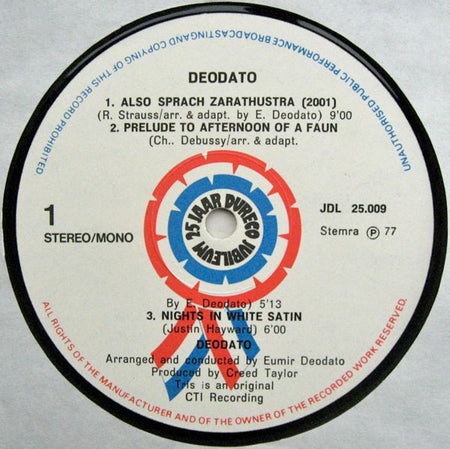 UNAUTHORISED PUBLIC PERFORMANCE BROADCASTINGAND COPYING OF THIS RECORD PROHIBITED
DEODATO
1. ALSO SPRACH ZARATHUSTRA (2001)
(R. Strauss/arr. & adapt. by E. Deodato) 9'00
2. PRELUDE TO AFTERNOON OF A FAUN
(Ch.. Debussy/arr. & adapt.
25 JAAR DURECO JUBILEUM
1
STEREO/MONO
JDL 25.009
Stemra Ⓟ 77
By E. Deodato) 5'13
3. NIGHTS IN WHITE SATIN
(Justin Hayward) 6'00
DEODATO
Arranged and conducted by Eumir Deodato
Produced by Creed Taylor
This is an original
CTI Recording
ALL RIGHTS OF THE MANUFACTURER AND OF THE OWNER OF THE RECORDED WORK RESERVED.